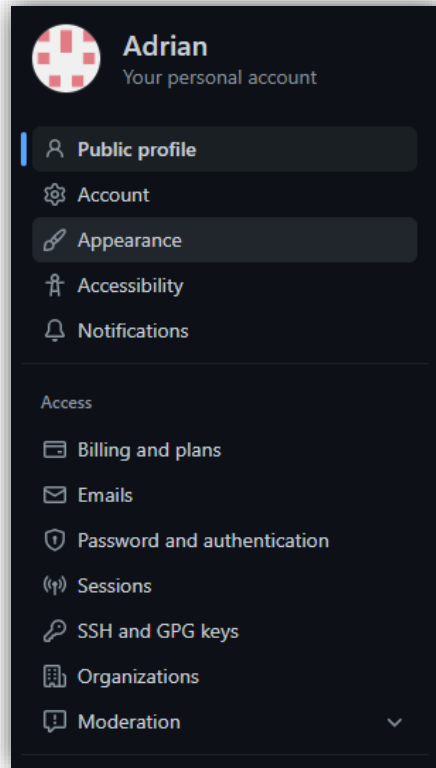 Adrian
Your personal account
Public profile
Account
Appearance
Accessibility
Notifications
Access
Billing and plans
Emails
Password and authentication
Sessions
SSH and GPG keys
Organizations
Moderation